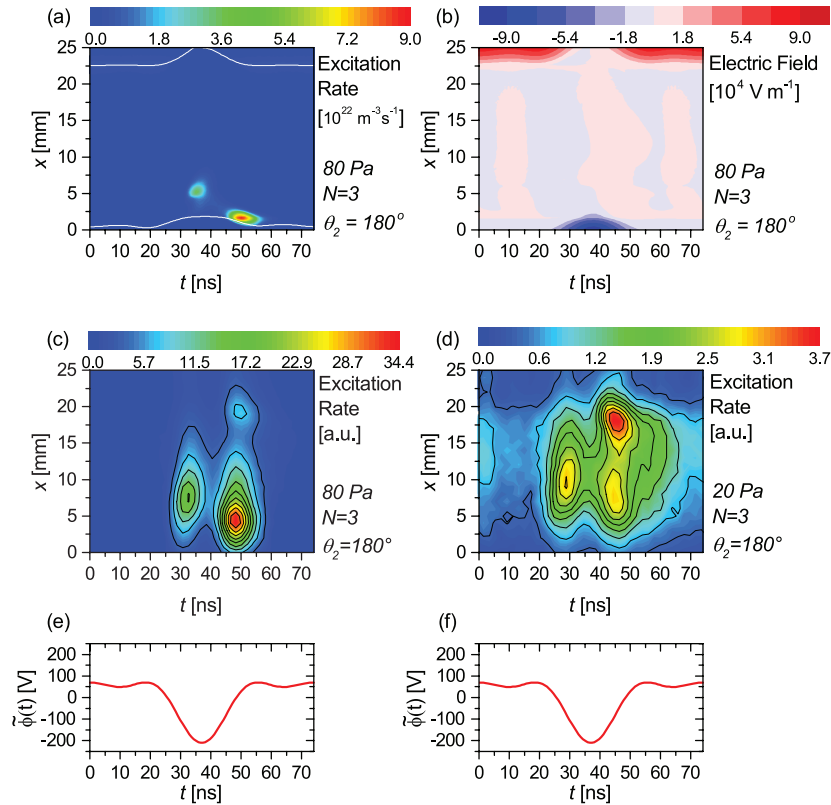 (a)
0.0 1.8 3.6 5.4 7.2 9.0
25
20
15
10
5
0
x [mm]
0 10 20 30 40 50 60 70
t [ns]
Excitation
Rate
[10²² m⁻³s⁻¹]
80 Pa
N=3
θ₂ = 180°
(b)
-9.0 -5.4 -1.8 1.8 5.4 9.0
25
20
15
10
5
0
x [mm]
0 10 20 30 40 50 60 70
t [ns]
Electric Field
[10⁴ V m⁻¹]
80 Pa
N=3
θ₂ = 180°
(c)
0.0 5.7 11.5 17.2 22.9 28.7 34.4
25
20
15
10
5
0
x [mm]
0 10 20 30 40 50 60 70
t [ns]
Excitation
Rate
[a.u.]
80 Pa
N=3
θ₂=180°
(d)
0.0 0.6 1.2 1.9 2.5 3.1 3.7
25
20
15
10
5
0
x [mm]
0 10 20 30 40 50 60 70
t [ns]
Excitation
Rate
[a.u.]
20 Pa
N=3
θ₂=180°
(e)
200
100
0
-100
-200
ϕ̃(t) [V]
0 10 20 30 40 50 60 70
t [ns]
(f)
200
100
0
-100
-200
ϕ̃(t) [V]
0 10 20 30 40 50 60 70
t [ns]